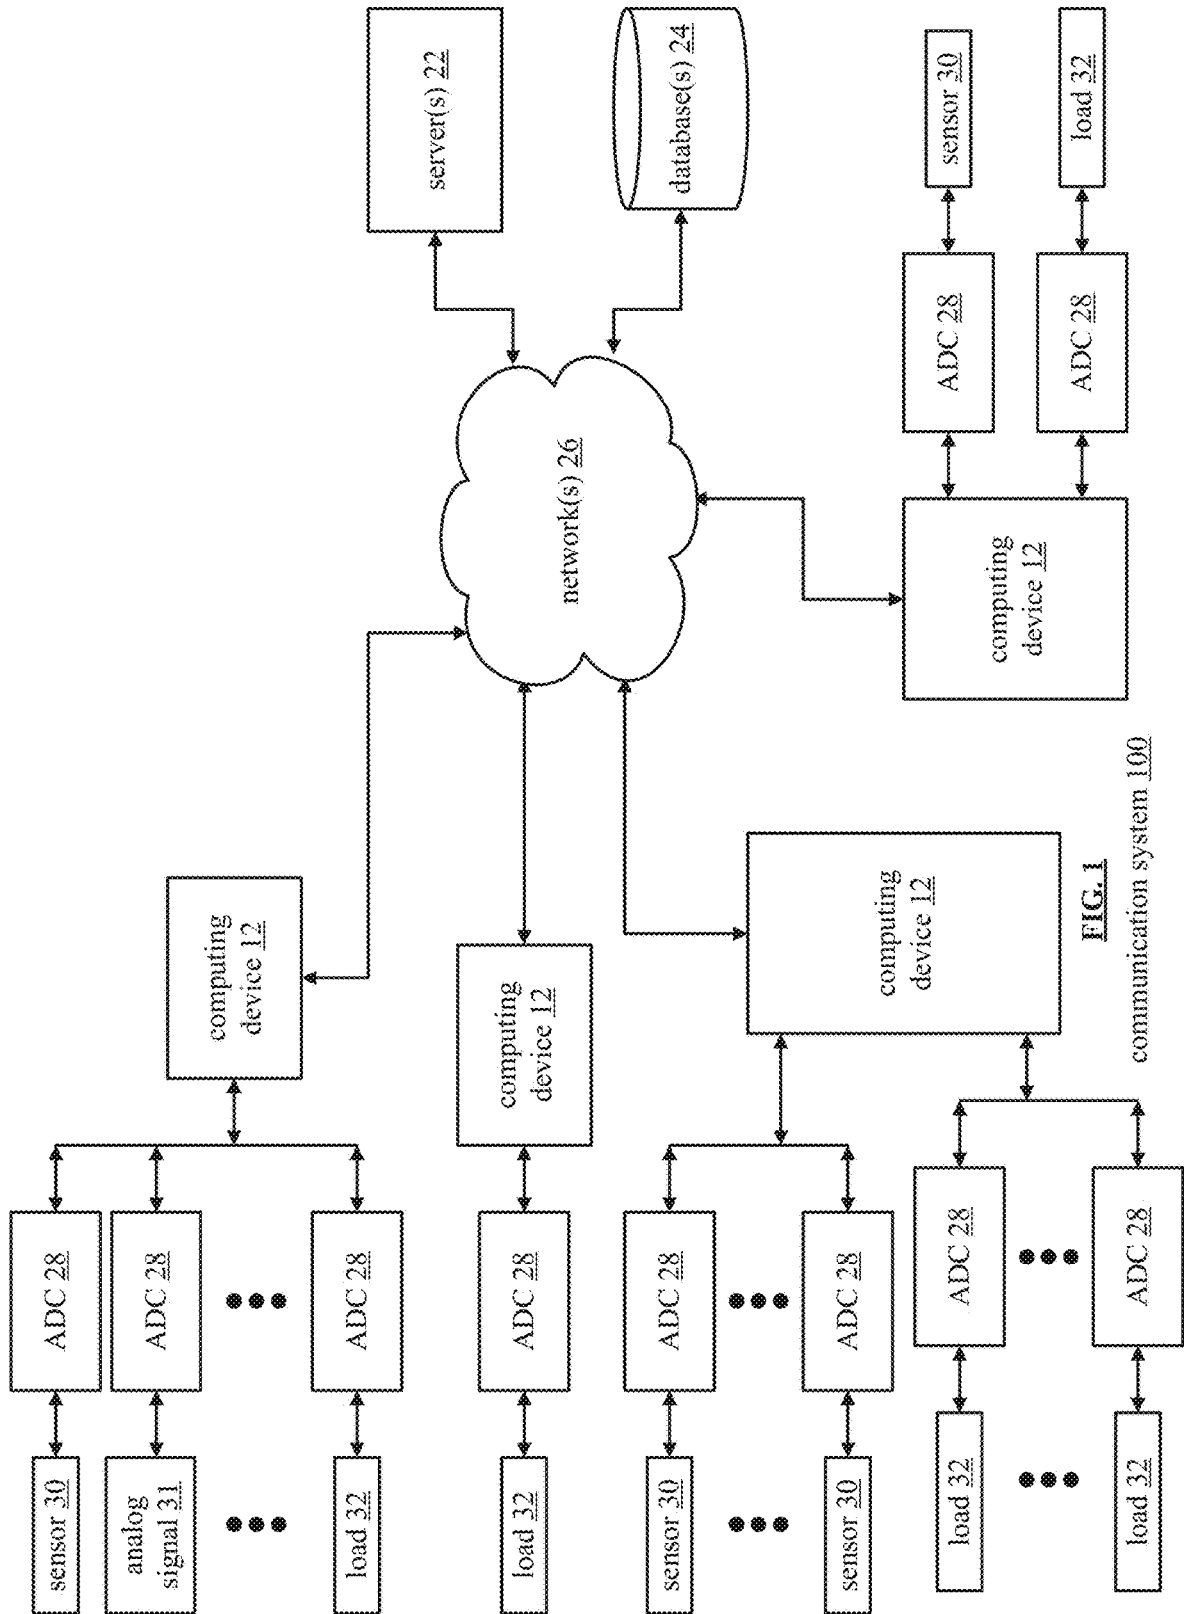 sensor 30
ADC 28
analog
signal 31
ADC 28
computing
device 12
load 32
ADC 28
server(s) 22
load 32
ADC 28
computing
device 12
network(s) 26
sensor 30
ADC 28
database(s) 24
sensor 30
ADC 28
computing
device 12
load 32
ADC 28
computing
device 12
ADC 28
sensor 30
ADC 28
load 32
load 32
ADC 28
FIG. 1
communication system 100